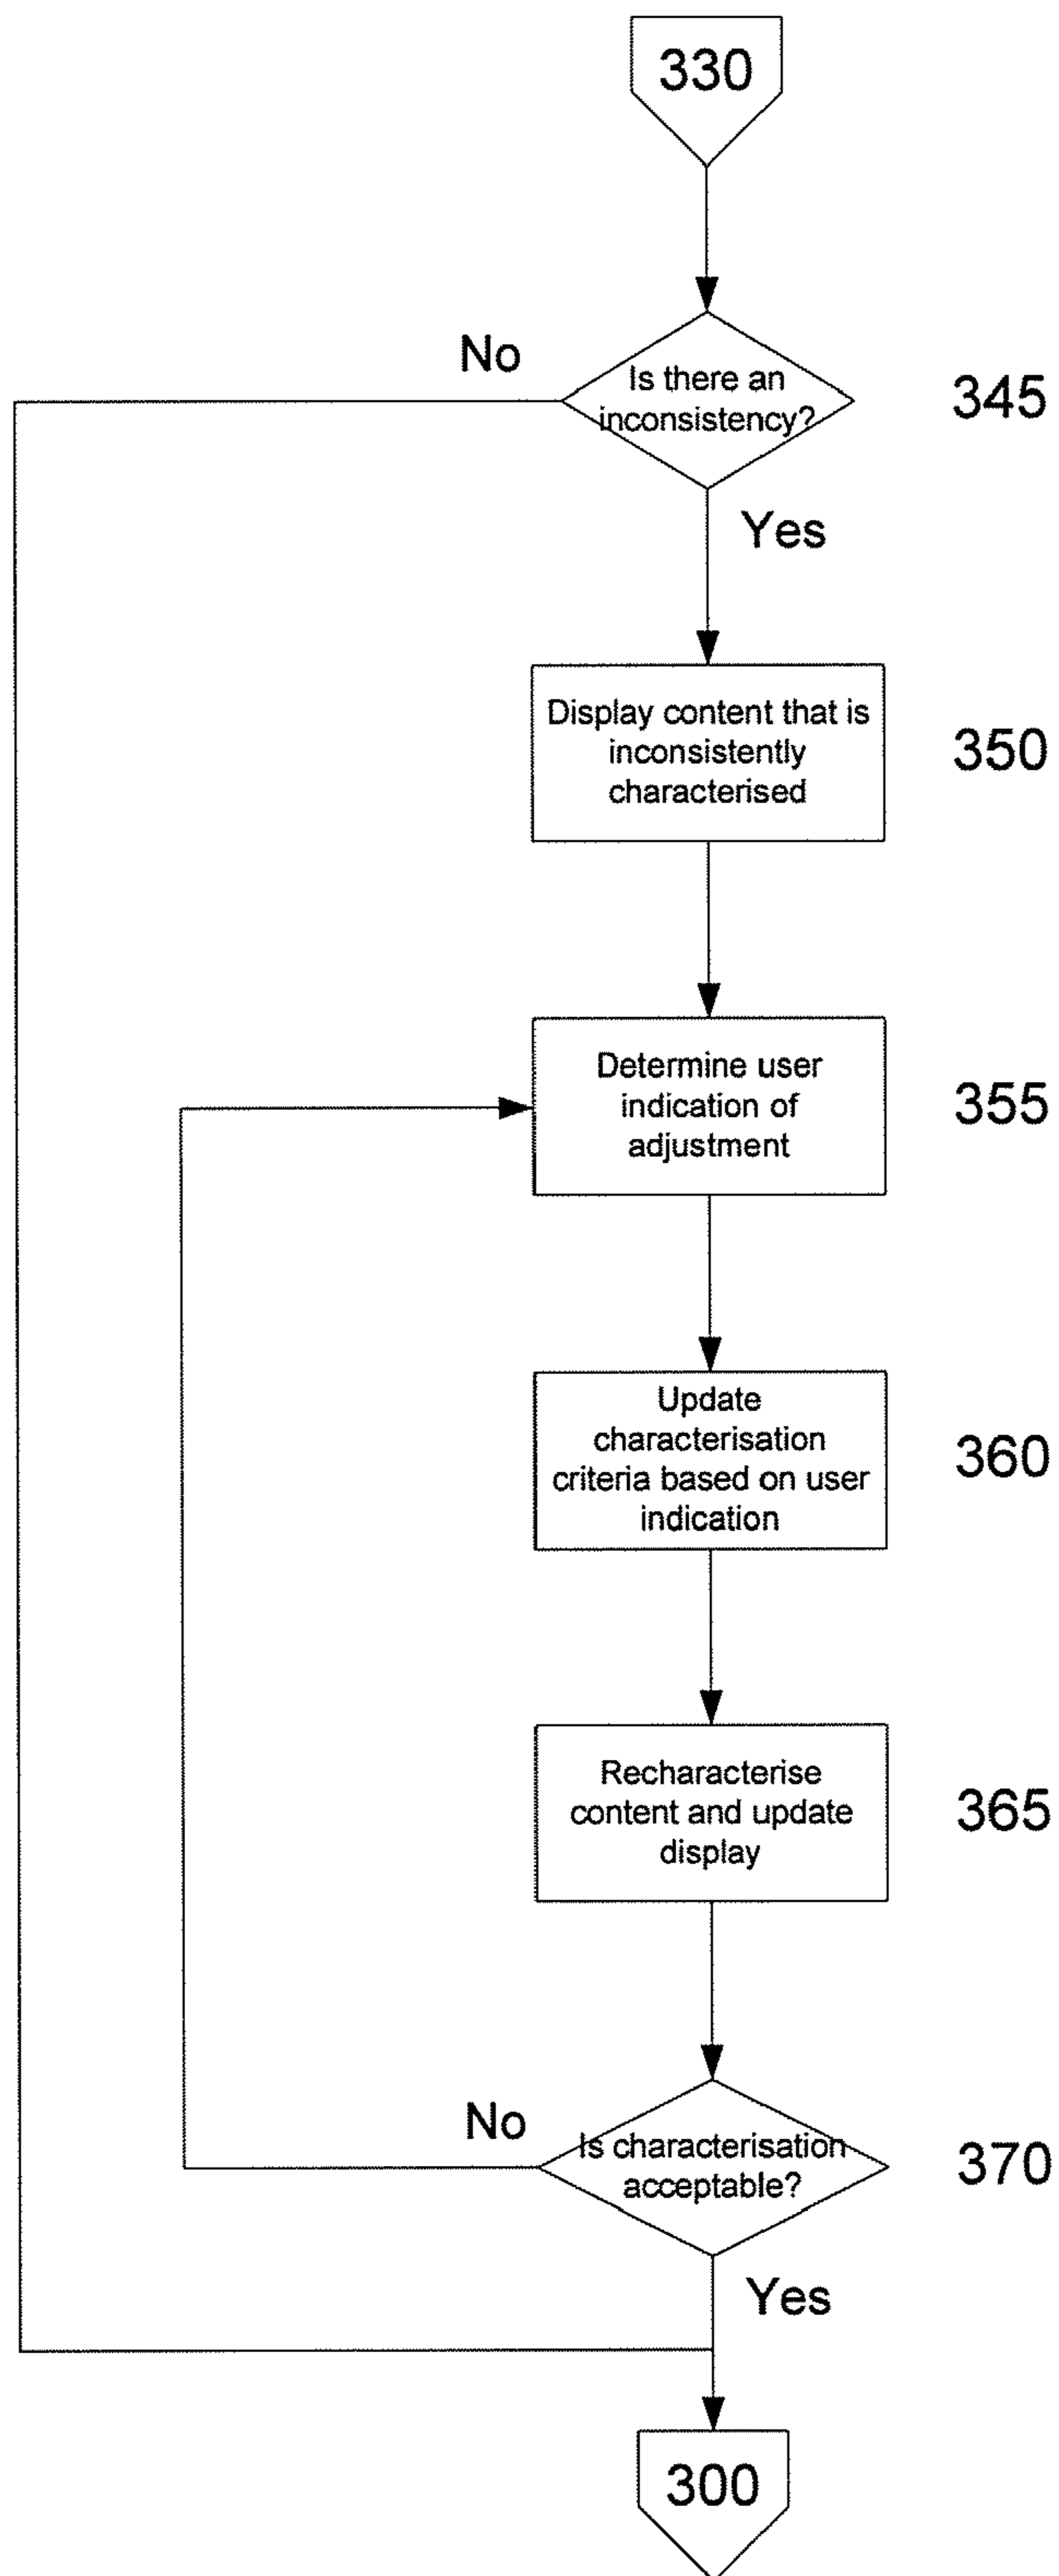 330
No
Is there an
inconsistency?
345
Yes
Display content that is
inconsistently
characterised
350
Determine user
indication of
adjustment
355
Update
characterisation
criteria based on user
indication
360
Recharacterise
content and update
display
365
No
Is characterisation
acceptable?
370
Yes
300